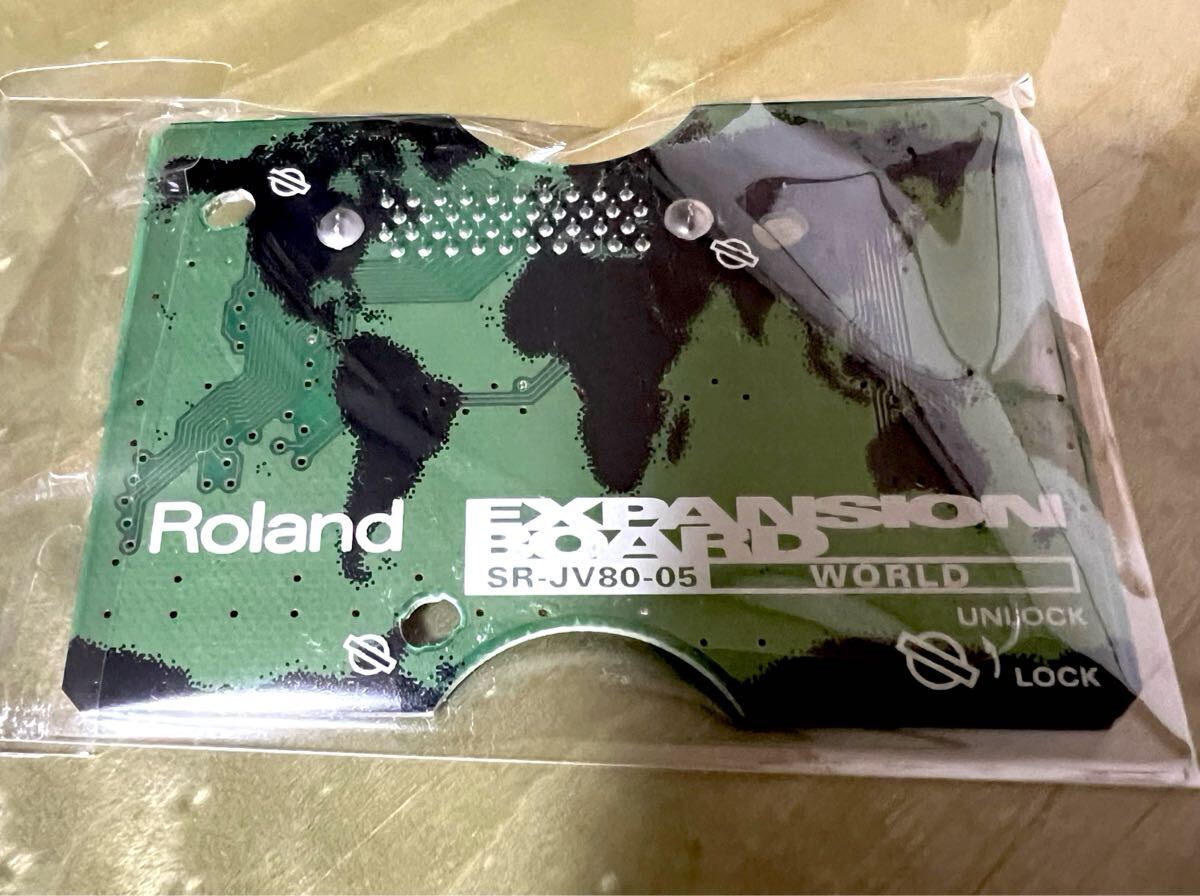 Roland
EXPANSION
BOARD
SR-JV80-05 WORLD
UNLOCK
LOCK